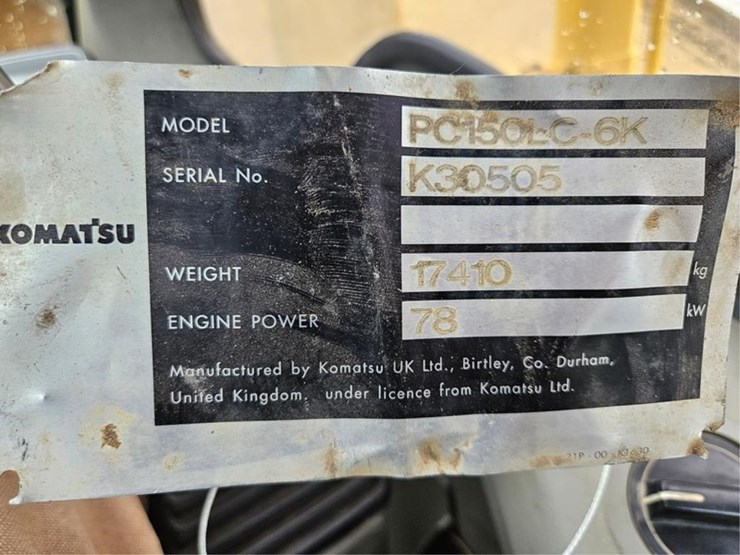 MODEL PC150LC-6K
SERIAL No. K30505
KOMATSU
WEIGHT 17410 kg
ENGINE POWER 78 kW
Manufactured by Komatsu UK Ltd., Birtley, Co. Durham,
United Kingdom. under licence from Komatsu Ltd.